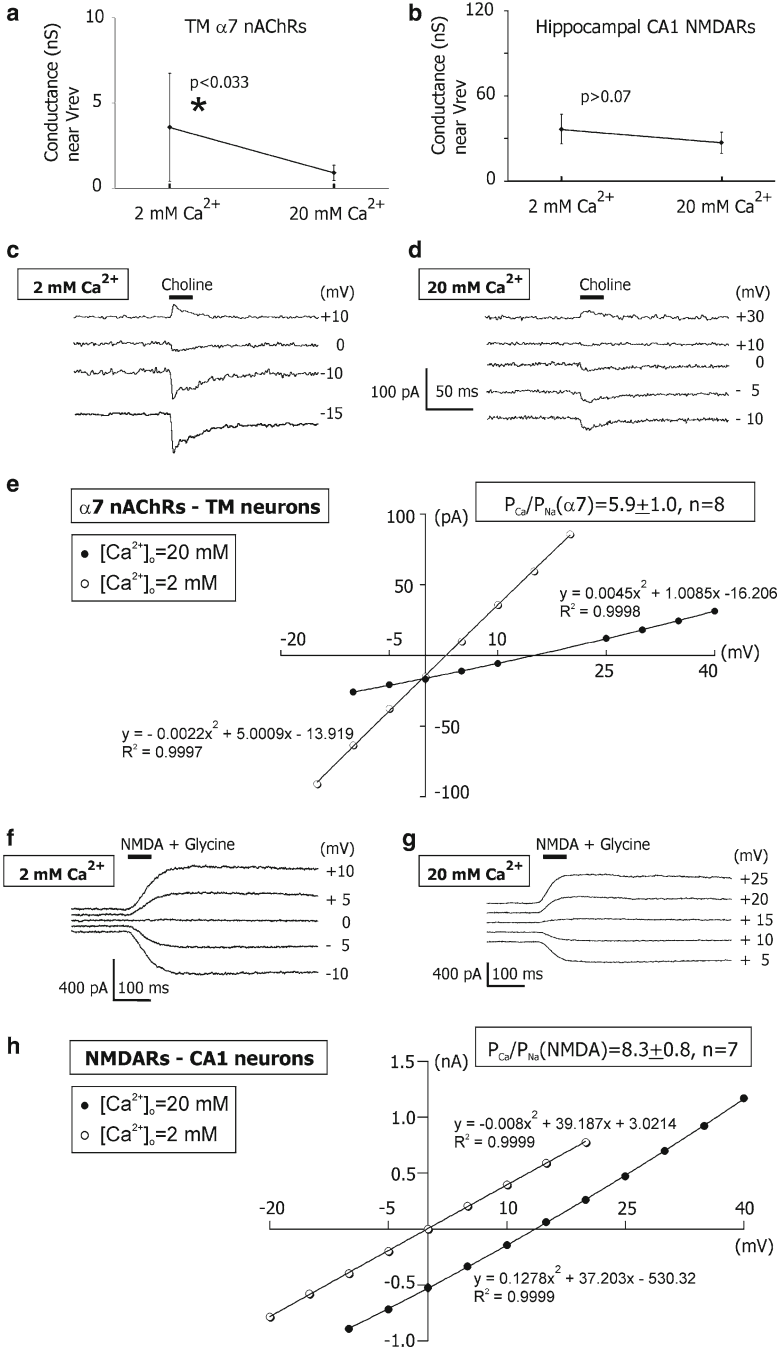 a
TM α7 nAChRs
Conductance (nS)
near Vrev
10
5
0
p<0.033
*
2 mM Ca²⁺
20 mM Ca²⁺
b
Hippocampal CA1 NMDARs
Conductance (nS)
near Vrev
120
60
0
p>0.07
2 mM Ca²⁺
20 mM Ca²⁺
c
2 mM Ca²⁺
Choline
(mV)
+10
0
-10
-15
d
20 mM Ca²⁺
Choline
(mV)
+30
+10
0
- 5
- 10
100 pA
50 ms
e
α7 nAChRs - TM neurons
[Ca²⁺]ₒ=20 mM
[Ca²⁺]ₒ=2 mM
P_Ca/P_Na(α7)=5.9±1.0, n=8
100
(pA)
50
y = 0.0045x² + 1.0085x -16.206
R² = 0.9998
-20
-5
10
25
40
(mV)
-50
-100
y = - 0.0022x² + 5.0009x - 13.919
R² = 0.9997
f
NMDA + Glycine
2 mM Ca²⁺
(mV)
+10
+ 5
0
- 5
-10
400 pA
100 ms
g
NMDA + Glycine
20 mM Ca²⁺
(mV)
+25
+20
+ 15
+ 10
+ 5
400 pA
100 ms
h
NMDARs - CA1 neurons
[Ca²⁺]ₒ=20 mM
[Ca²⁺]ₒ=2 mM
1.5
(nA)
P_Ca/P_Na(NMDA)=8.3±0.8, n=7
1.0
y = -0.008x² + 39.187x + 3.0214
R² = 0.9999
0.5
-20
-5
10
25
40
(mV)
-0.5
y = 0.1278x² + 37.203x - 530.32
R² = 0.9999
-1.0